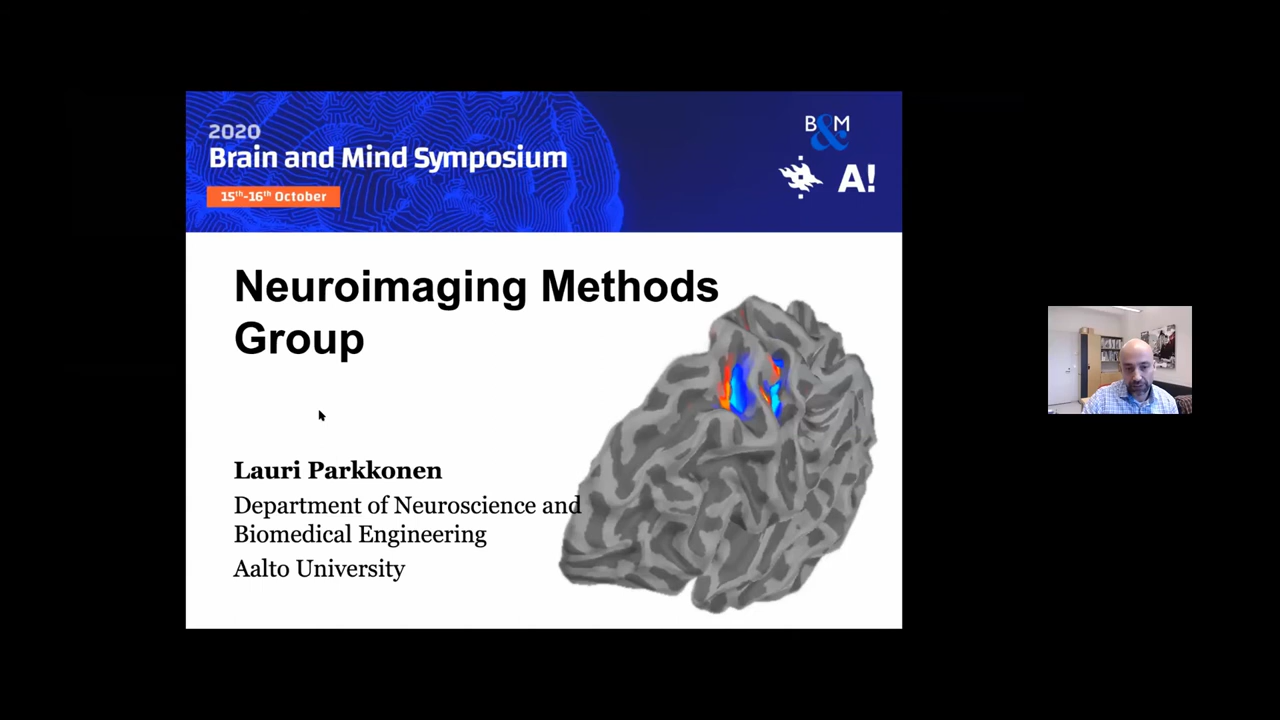 2020
Brain and Mind Symposium
15th-16th October
B&M
A!
Neuroimaging Methods
Group
Lauri Parkkonen
Department of Neuroscience and
Biomedical Engineering
Aalto University